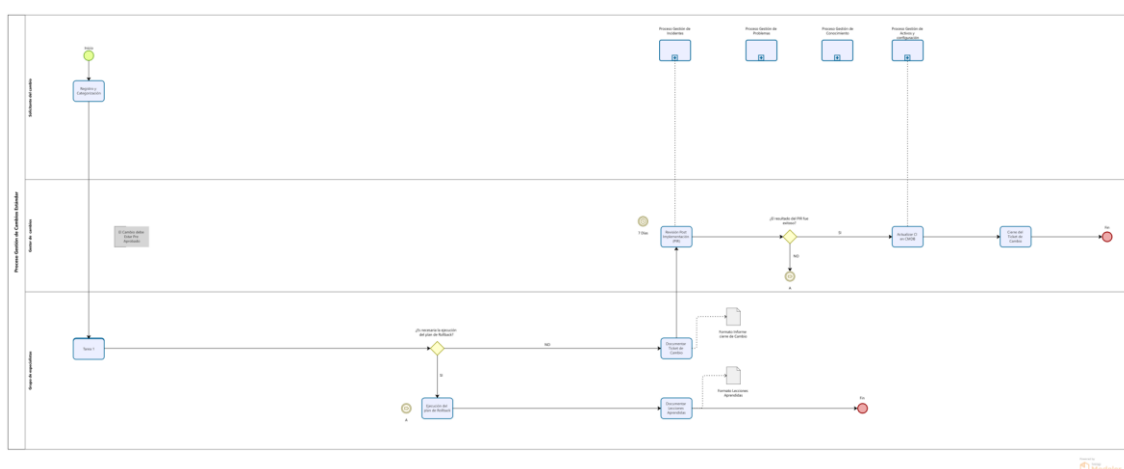 Proceso Gestión de Cambios Estándar
Solicitante del cambio
Inicio
Registro y
Categorización
Proceso Gestión de
Incidentes
Proceso Gestión de
Problemas
Proceso Gestión de
Conocimiento
Proceso Gestión de
Activos y
configuración
Gestor de cambios
El Cambio debe
Estar Pre
Aprobado
7 Días
Revisión Post
Implementación
(PIR)
¿El resultado del PIR fue
exitoso?
SI
NO
A
Actualizar CI
en CMDB
Cierre del
Ticket de
Cambio
Fin
Grupo de especialistas
Tarea 1
¿Es necesaria la ejecución
del plan de Rollback?
NO
SI
Documentar
Ticket de
Cambio
Formato Informe
cierre de Cambio
A
Ejecución del
plan de Rollback
Documentar
Lecciones
Aprendidas
Formato Lecciones
Aprendidas
Fin